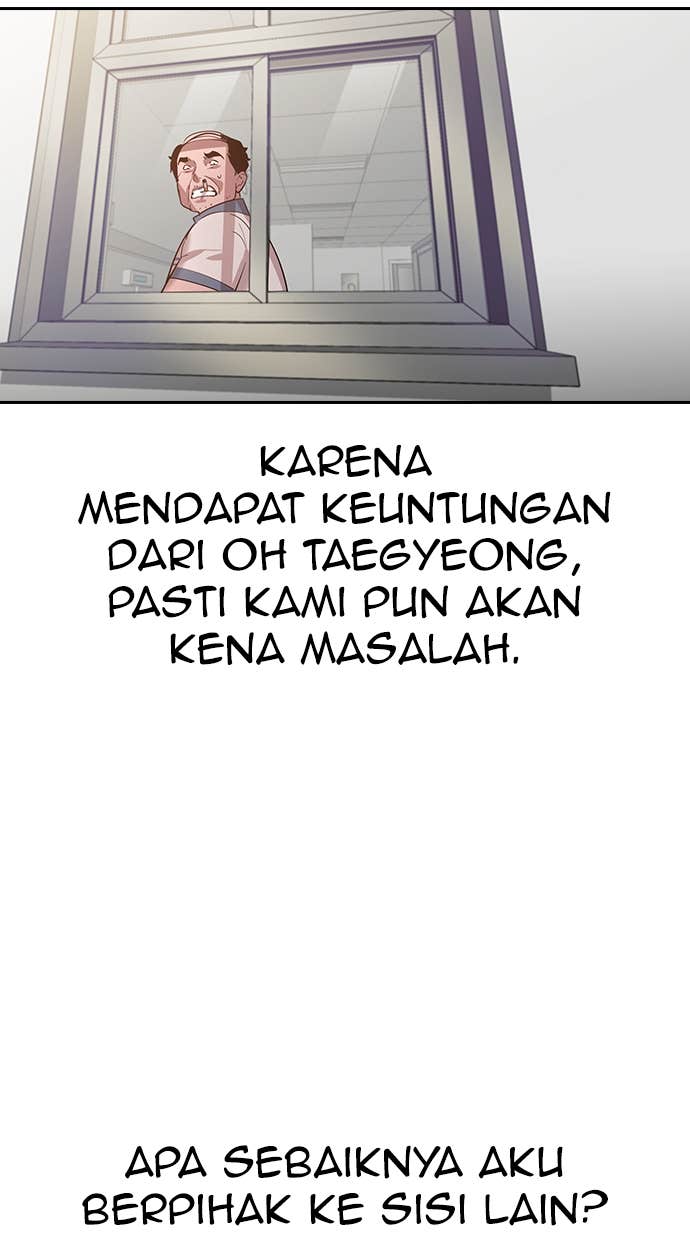 KARENA
MENDAPAT KEUNTUNGAN
DARI OH TAEGYEONG,
PASTI KAMI PUN AKAN
KENA MASALAH.
APA SEBAIKNYA AKU
BERPIHAK KE SISI LAIN?